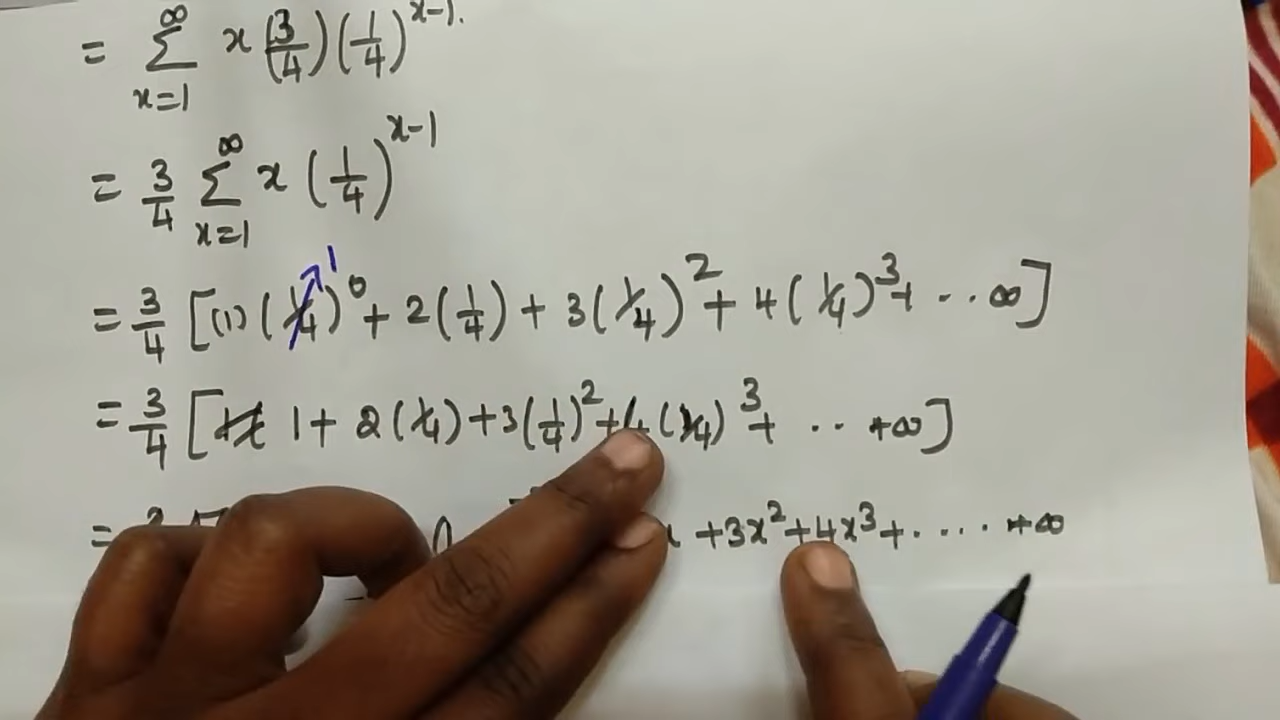 = ∞ Σ x=1 x (3/4) (1/4)^x-1.
= 3/4 ∞ Σ x=1 x (1/4)^x-1
= 3/4 [(1) (1/4)^0 1 + 2 (1/4) + 3 (1/4)^2 + 4 (1/4)^3 + .. ∞]
= 3/4 [ 1 + 2 (1/4) + 3 (1/4)^2 + 4 (1/4)^3 + .. +∞]
= +3x^2 + 4x^3 + .... +∞